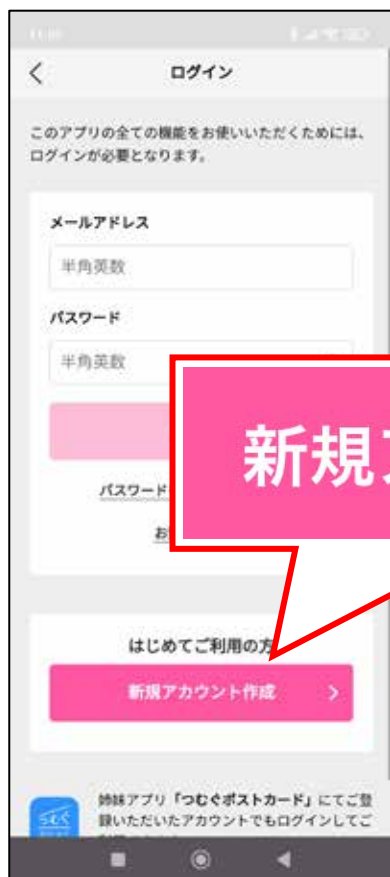 ログイン
このアプリの全ての機能をお使いいただくためには、
ログインが必要となります。
メールアドレス
半角英数
パスワード
半角英数
新規
パスワード
お
はじめてご利用の方
新規アカウント作成
姉妹アプリ「つむぐポストカード」にてご登
録いただいたアカウントでもログインしてご